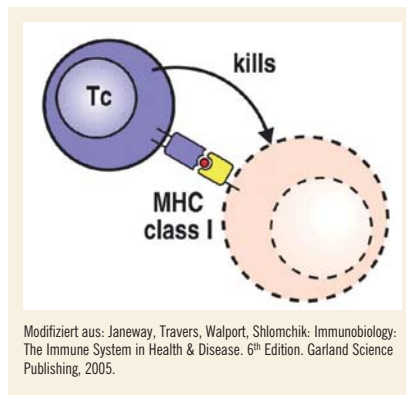 kills
Tc
MHC
class I
Modifiziert aus: Janeway, Travers, Walport, Shlomchik: Immunobiology:
The Immune System in Health & Disease. 6th Edition. Garland Science
Publishing, 2005.